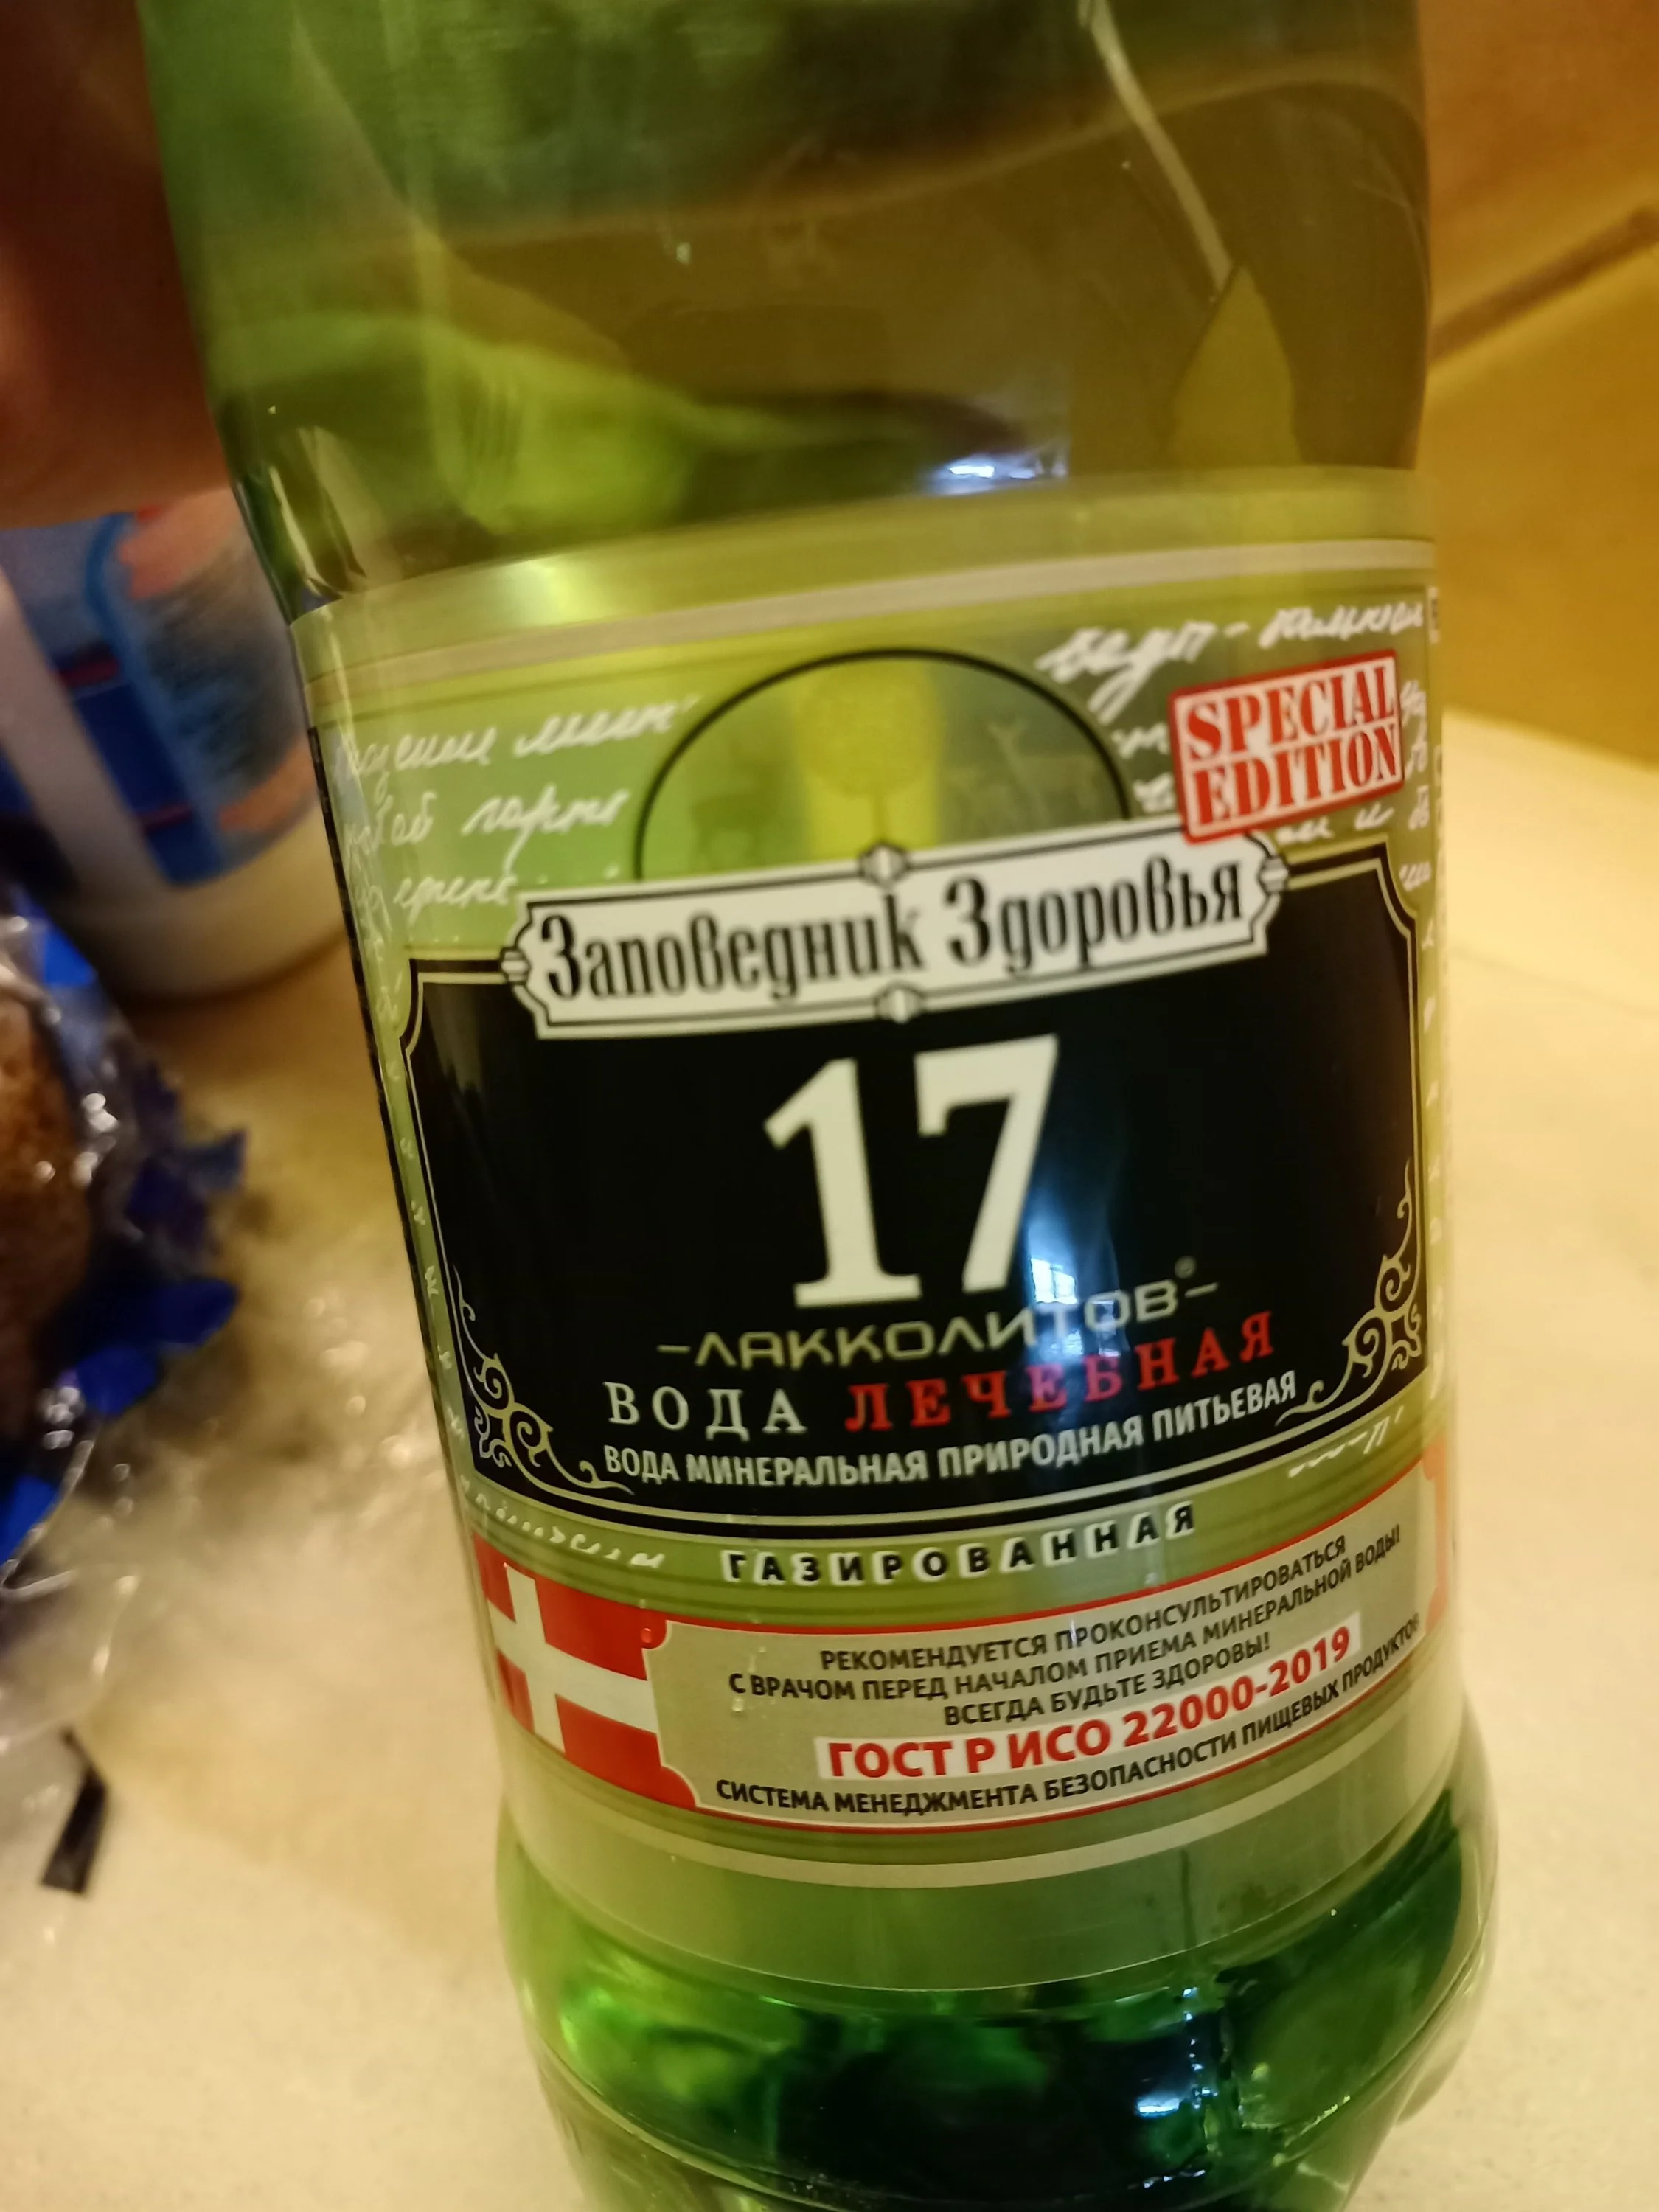 SPECIAL
EDITION
Заповедник Здоровья
17
-ЛАККОЛИТОВ®-
ВОДА ЛЕЧЕБНАЯ
ВОДА МИНЕРАЛЬНАЯ ПРИРОДНАЯ ПИТЬЕВАЯ
ГАЗИРОВАННАЯ
РЕКОМЕНДУЕТСЯ ПРОКОНСУЛЬТИРОВАТЬСЯ
С ВРАЧОМ ПЕРЕД НАЧАЛОМ ПРИЕМА МИНЕРАЛЬНОЙ ВОДЫ!
ВСЕГДА БУДЬТЕ ЗДОРОВЫ!
ГОСТ Р ИСО 22000-2019
СИСТЕМА МЕНЕДЖМЕНТА БЕЗОПАСНОСТИ ПИЩЕВЫХ ПРОДУКТОВ